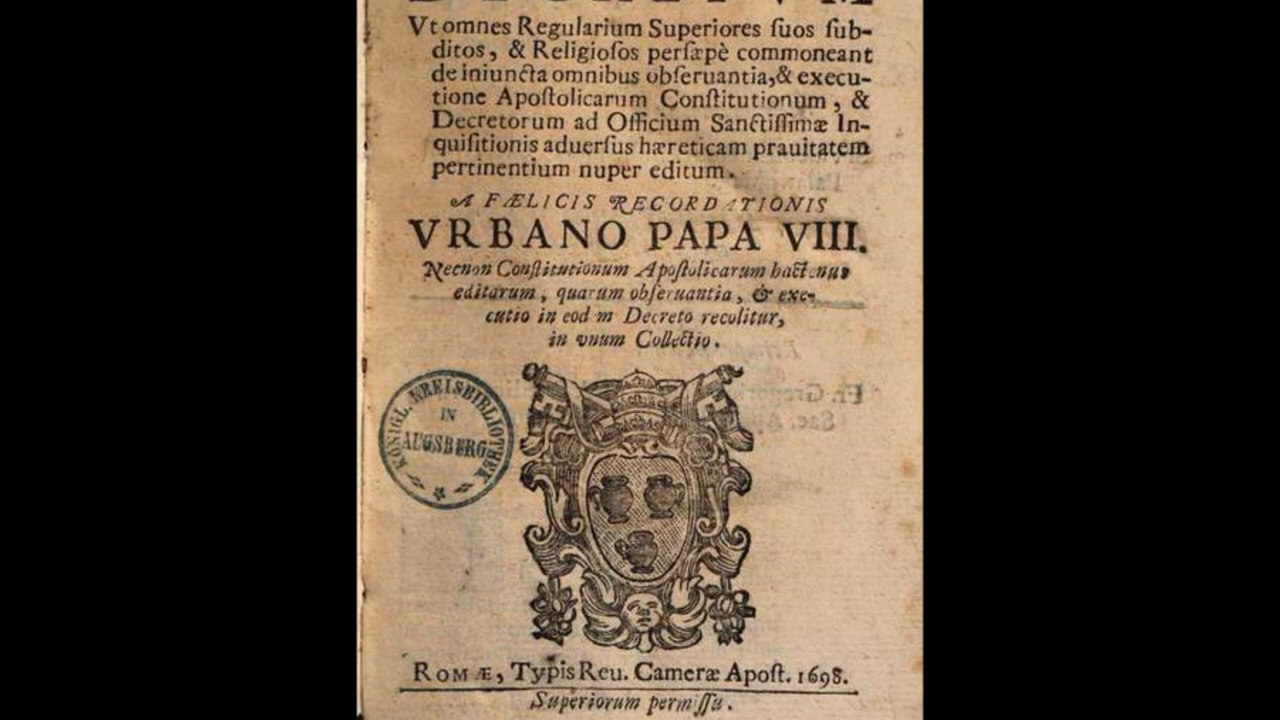 DECRETVM
Vt omnes Regularium Superiores ſuos ſub-
ditos, & Religioſos perſæpè commoneant
de iniuncta omnibus obſeruantia, & execu-
tione Apoſtolicarum Conſtitutionum, &
Decretorum ad Officium Sanctiſſimæ In-
quiſitionis aduerſus hæreticam prauitatem
pertinentium nuper editum.
A FÆLICIS RECORDATIONIS
VRBANO PAPA VIII.
Necnon Conſtitutionum Apoſtolicarum hactenus
editarum, quarum obſeruantia, & exe-
cutio in eod m Decreto recolitur,
in vnum Collectio.
KÖNIGL. KREISBIBLIOTHEK
IN
AUGSBERG
ROMÆ, Typis Reu. Cameræ Apoſt. 1698.
Superiorum permiſſu.